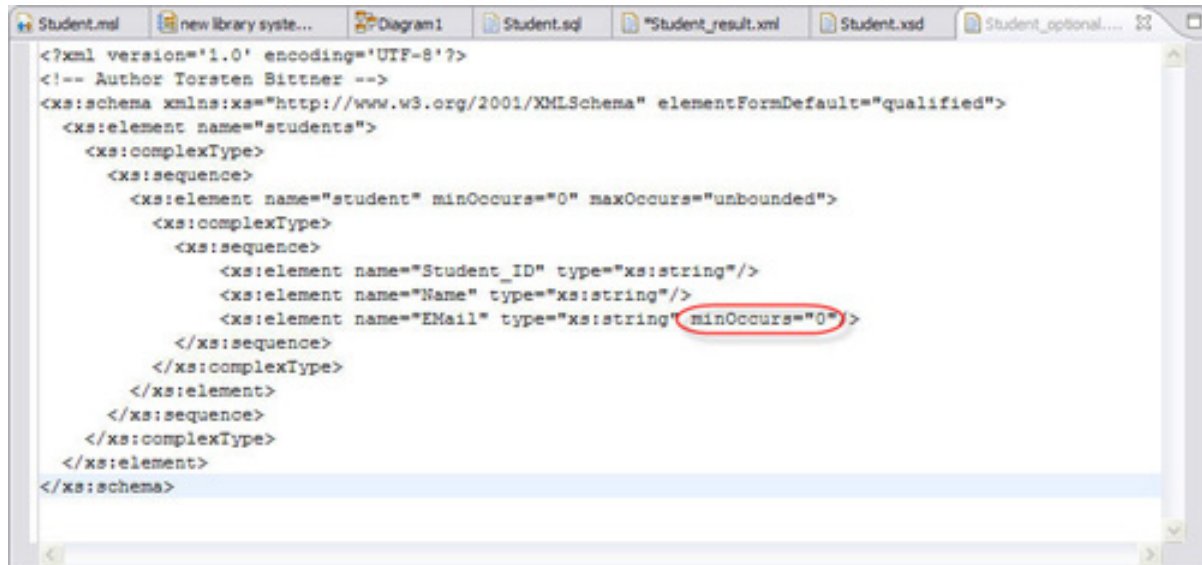 Student.msl new library syste... Diagram1 Student.sql *Student_result.xml Student.xsd Student_optional....
<?xml version='1.0' encoding='UTF-8'?>
<!-- Author Torsten Bittner -->
<xs:schema xmlns:xs="http://www.w3.org/2001/XMLSchema" elementFormDefault="qualified">
<xs:element name="students">
<xs:complexType>
<xs:sequence>
<xs:element name="student" minOccurs="0" maxOccurs="unbounded">
<xs:complexType>
<xs:sequence>
<xs:element name="Student_ID" type="xs:string"/>
<xs:element name="Name" type="xs:string"/>
<xs:element name="EMail" type="xs:string" minOccurs="0"/>
</xs:sequence>
</xs:complexType>
</xs:element>
</xs:sequence>
</xs:complexType>
</xs:element>
</xs:schema>